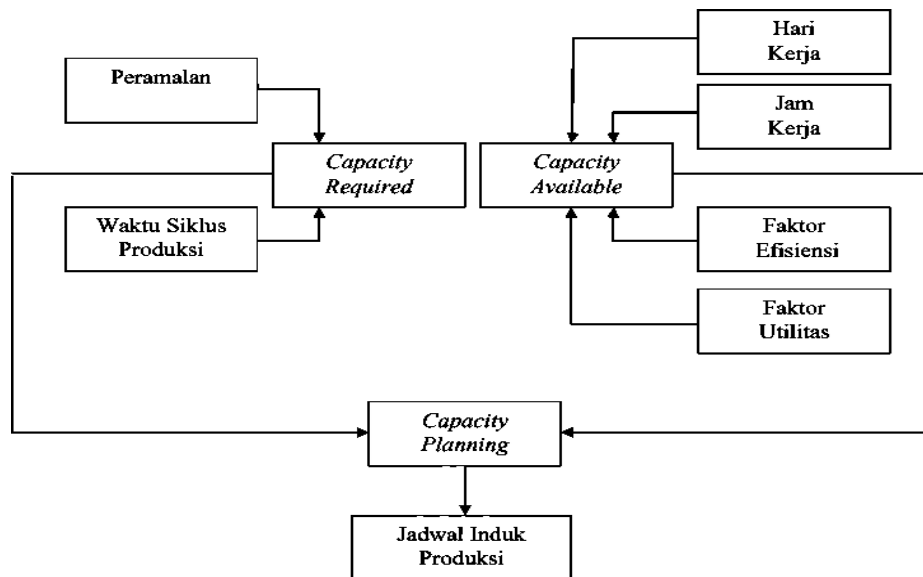 Peramalan
Hari
Kerja
Jam
Kerja
Capacity
Required
Capacity
Available
Waktu Siklus
Produksi
Faktor
Efisiensi
Faktor
Utilitas
Capacity
Planning
Jadwal Induk
Produksi